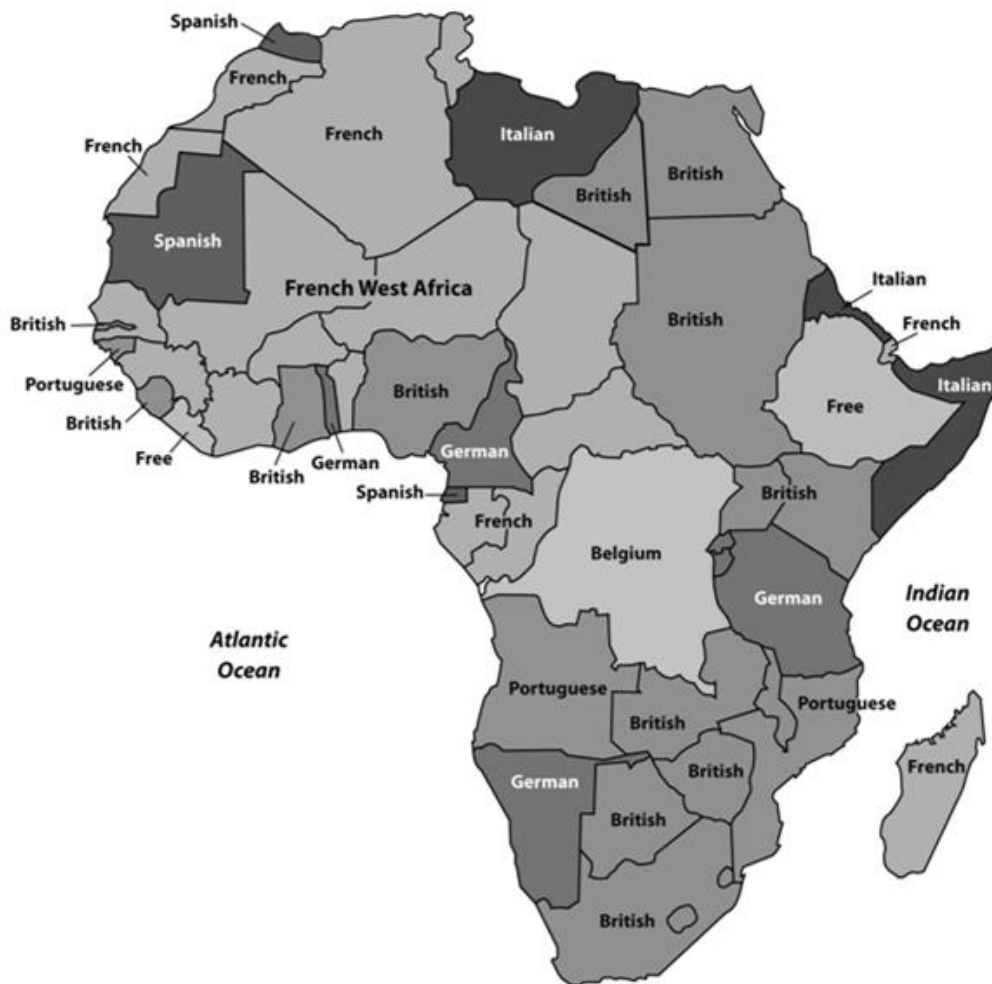 Spanish
French
French
Italian
British
British
French
Spanish
Italian
French West Africa
British
British
French
Portuguese
Italian
British
British
Free
Free
British
German
German
Spanish
British
French
Belgium
German
Indian
Ocean
Atlantic
Ocean
Portuguese
Portuguese
British
British
French
German
British
British